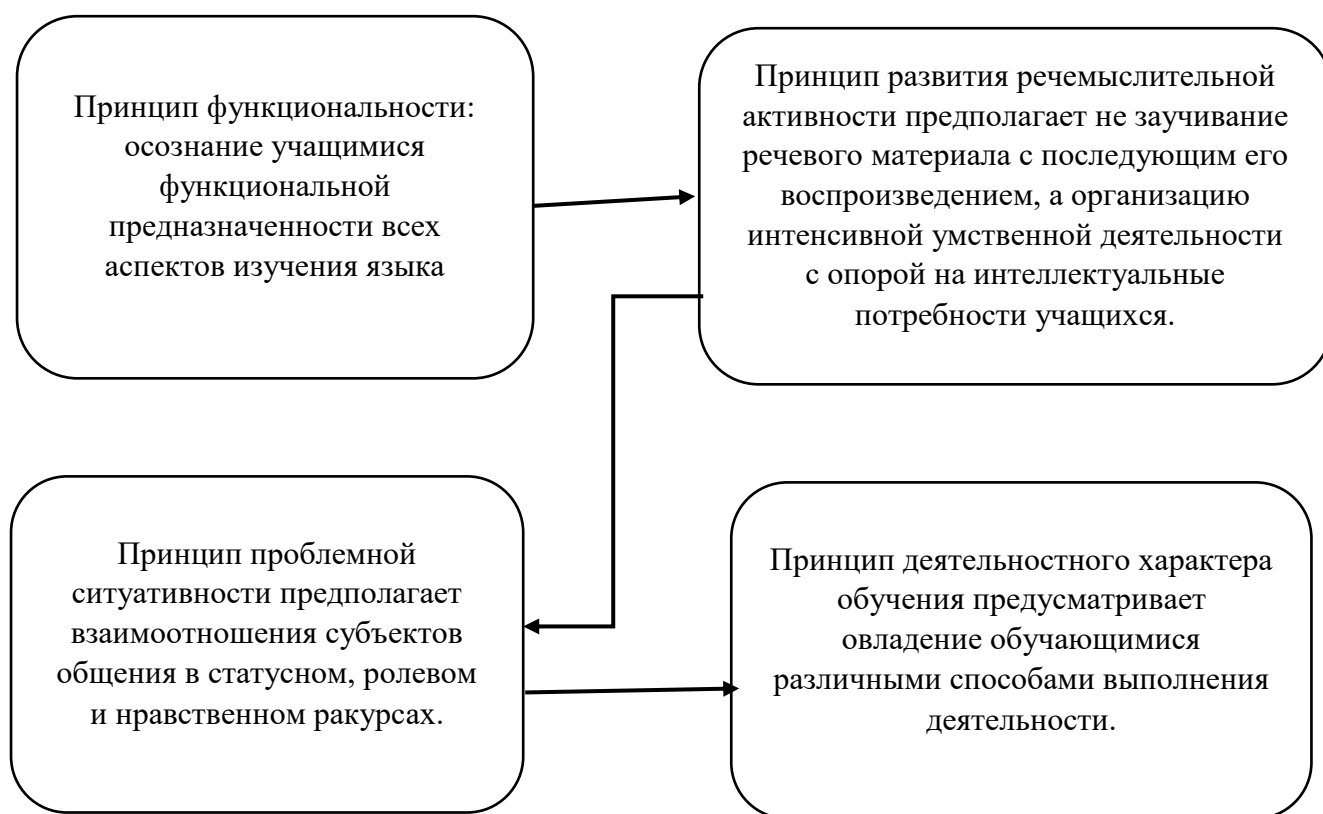 Принцип функциональности:
осознание учащимися
функциональной
предназначенности всех
аспектов изучения языка
Принцип развития речемыслительной
активности предполагает не заучивание
речевого материала с последующим его
воспроизведением, а организацию
интенсивной умственной деятельности
с опорой на интеллектуальные
потребности учащихся.
Принцип проблемной
ситуативности предполагает
взаимоотношения субъектов
общения в статусном, ролевом
и нравственном ракурсах.
Принцип деятельностного характера
обучения предусматривает
овладение обучающимися
различными способами выполнения
деятельности.